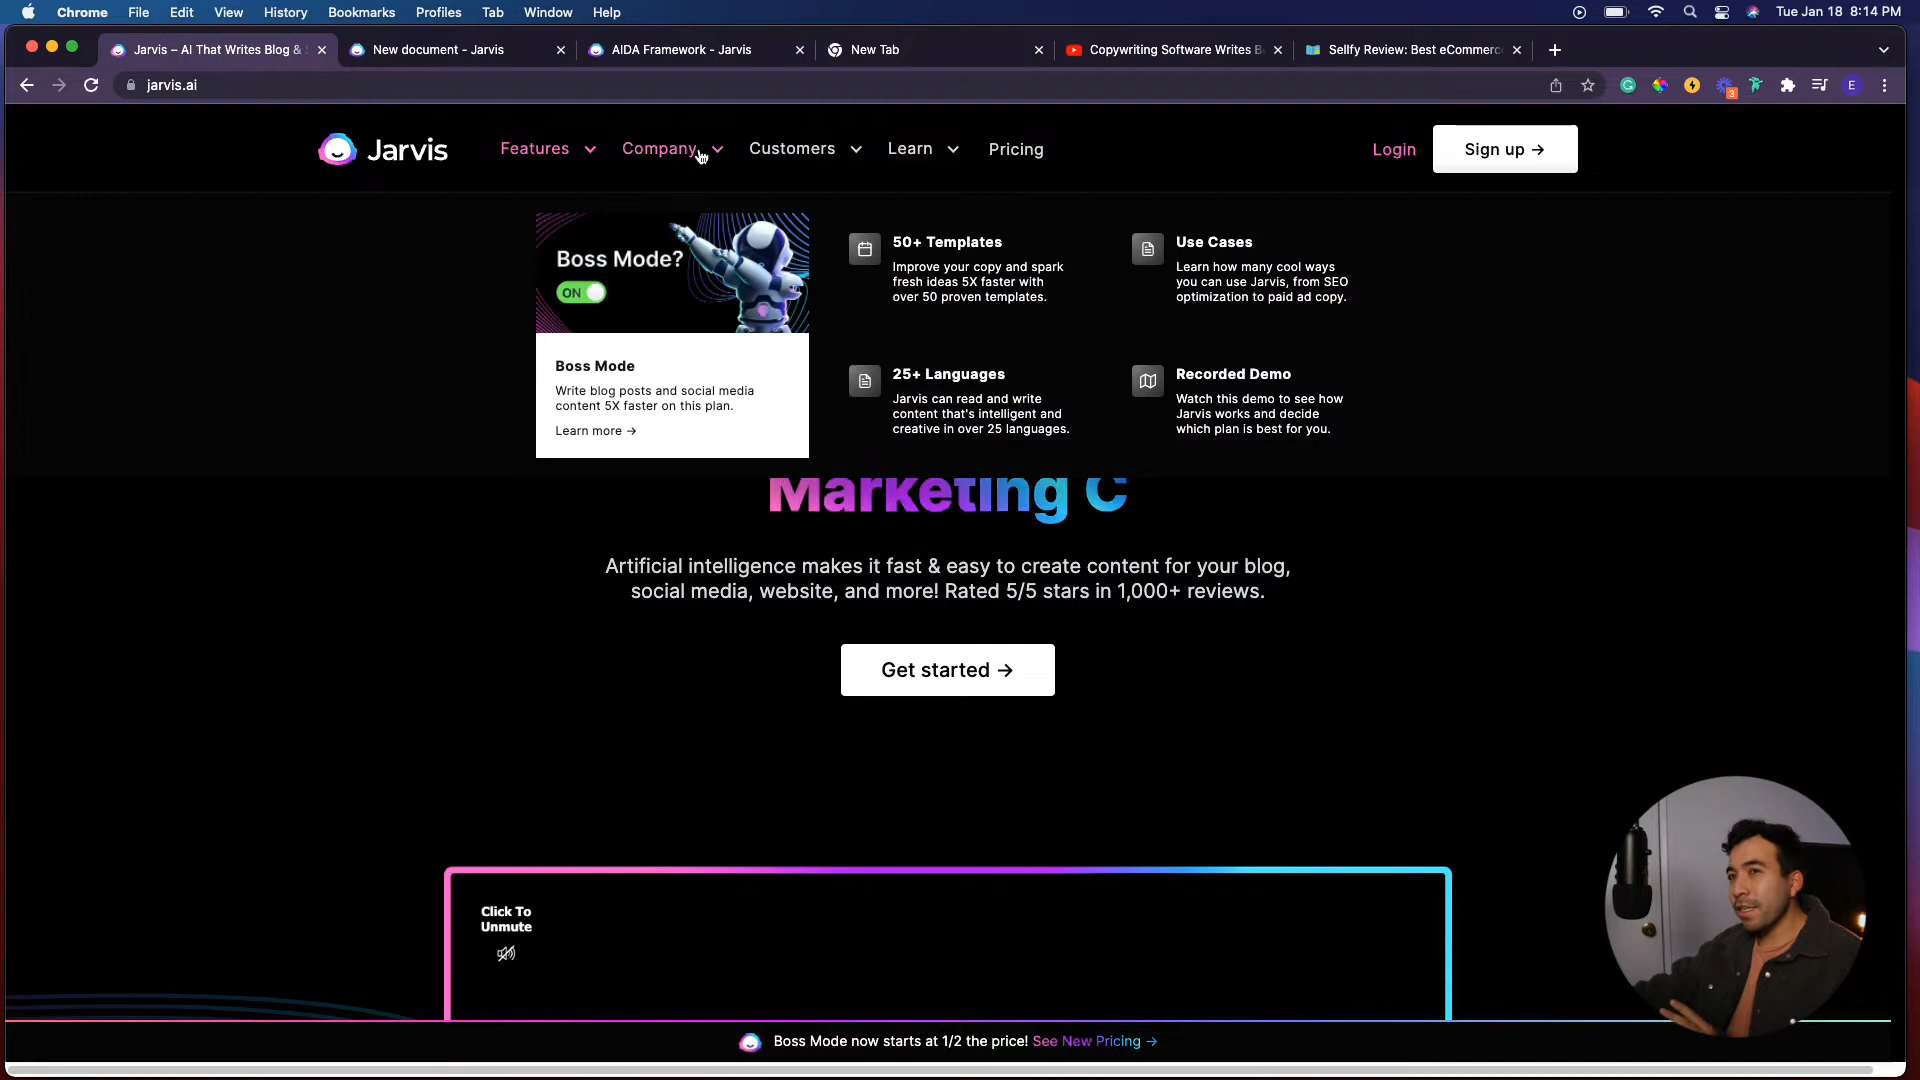 Chrome File Edit View History Bookmarks Profiles Tab Window Help Tue Jan 18 8:14 PM
Jarvis – AI That Writes Blog & New document - Jarvis AIDA Framework - Jarvis New Tab Copywriting Software Writes Sellfy Review: Best eCommerc
jarvis.ai 3 E
Jarvis Features Company Customers Learn Pricing Login Sign up →
Boss Mode?
ON
Boss Mode
Write blog posts and social media
content 5X faster on this plan.
Learn more →
50+ Templates
Improve your copy and spark
fresh ideas 5X faster with
over 50 proven templates.
Use Cases
Learn how many cool ways
you can use Jarvis, from SEO
optimization to paid ad copy.
25+ Languages
Jarvis can read and write
content that's intelligent and
creative in over 25 languages.
Recorded Demo
Watch this demo to see how
Jarvis works and decide
which plan is best for you.
Marketing C
Artificial intelligence makes it fast & easy to create content for your blog,
social media, website, and more! Rated 5/5 stars in 1,000+ reviews.
Get started →
Click To
Unmute
Boss Mode now starts at 1/2 the price! See New Pricing →